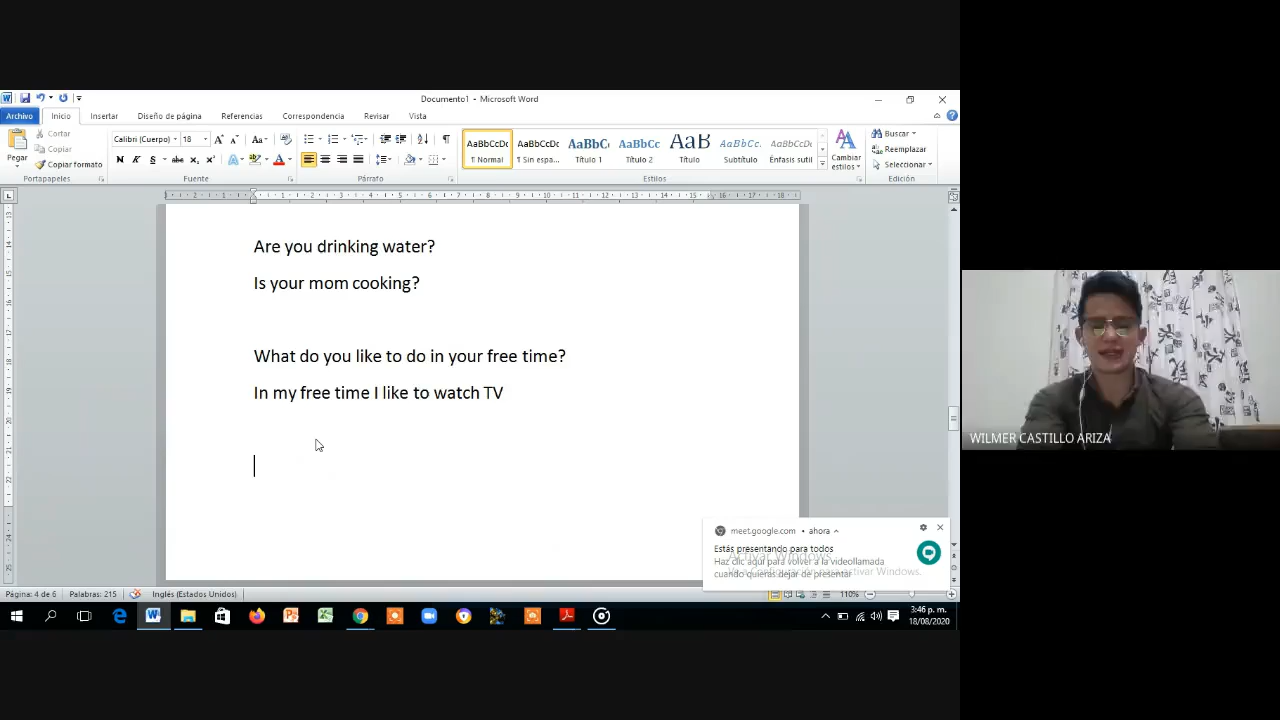 Documento1 - Microsoft Word
Archivo Inicio Insertar Diseño de página Referencias Correspondencia Revisar Vista
Pegar
Cortar
Copiar
Copiar formato
Portapapeles
Calibri (Cuerpo) 18
Fuente
Párrafo
AaBbCcDc AaBbCcDc AaBbC AaBbCc AaB AaBbCc. AaBbCcDc
1 Normal 1 Sin espa... Título 1 Título 2 Título Subtítulo Énfasis sutil
Estilos
Cambiar estilos
Buscar
Reemplazar
Seleccionar
Edición
Are you drinking water?
Is your mom cooking?
What do you like to do in your free time?
In my free time I like to watch TV
WILMER CASTILLO ARIZA
meet.google.com • ahora
Estás presentando para todos
Haz clic aquí para volver a la videollamada
cuando quieras dejar de presentar
Activar Windows
Página: 4 de 6 Palabras: 215 Inglés (Estados Unidos) 110%
3:46 p. m.
18/08/2020